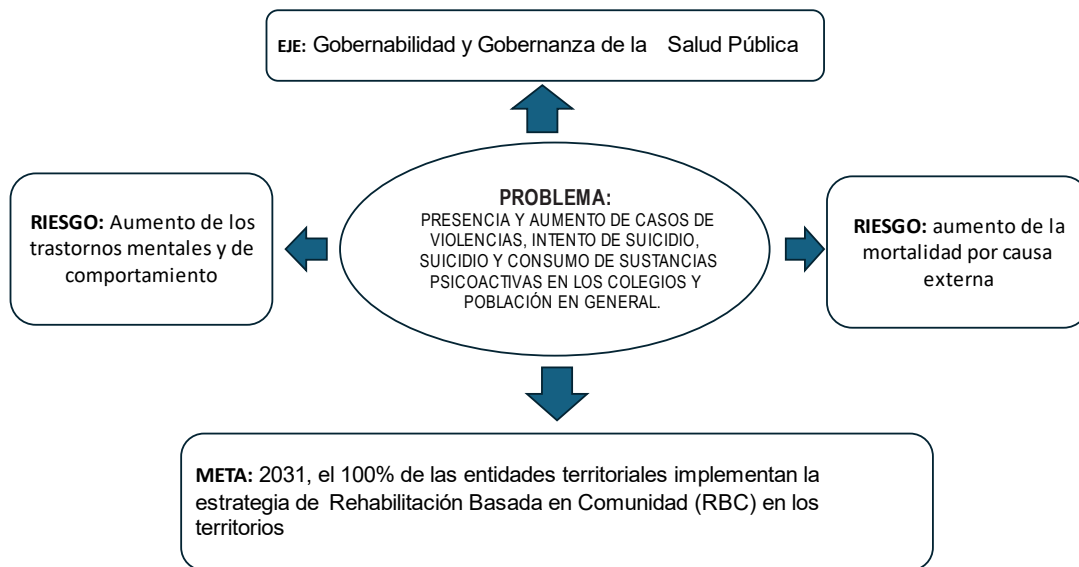 EJE: Gobernabilidad y Gobernanza de la Salud Pública
RIESGO: Aumento de los
trastornos mentales y de
comportamiento
PROBLEMA:
PRESENCIA Y AUMENTO DE CASOS DE
VIOLENCIAS, INTENTO DE SUICIDIO,
SUICIDIO Y CONSUMO DE SUSTANCIAS
PSICOACTIVAS EN LOS COLEGIOS Y
POBLACIÓN EN GENERAL.
RIESGO: aumento de la
mortalidad por causa
externa
META: 2031, el 100% de las entidades territoriales implementan la
estrategia de Rehabilitación Basada en Comunidad (RBC) en los
territorios